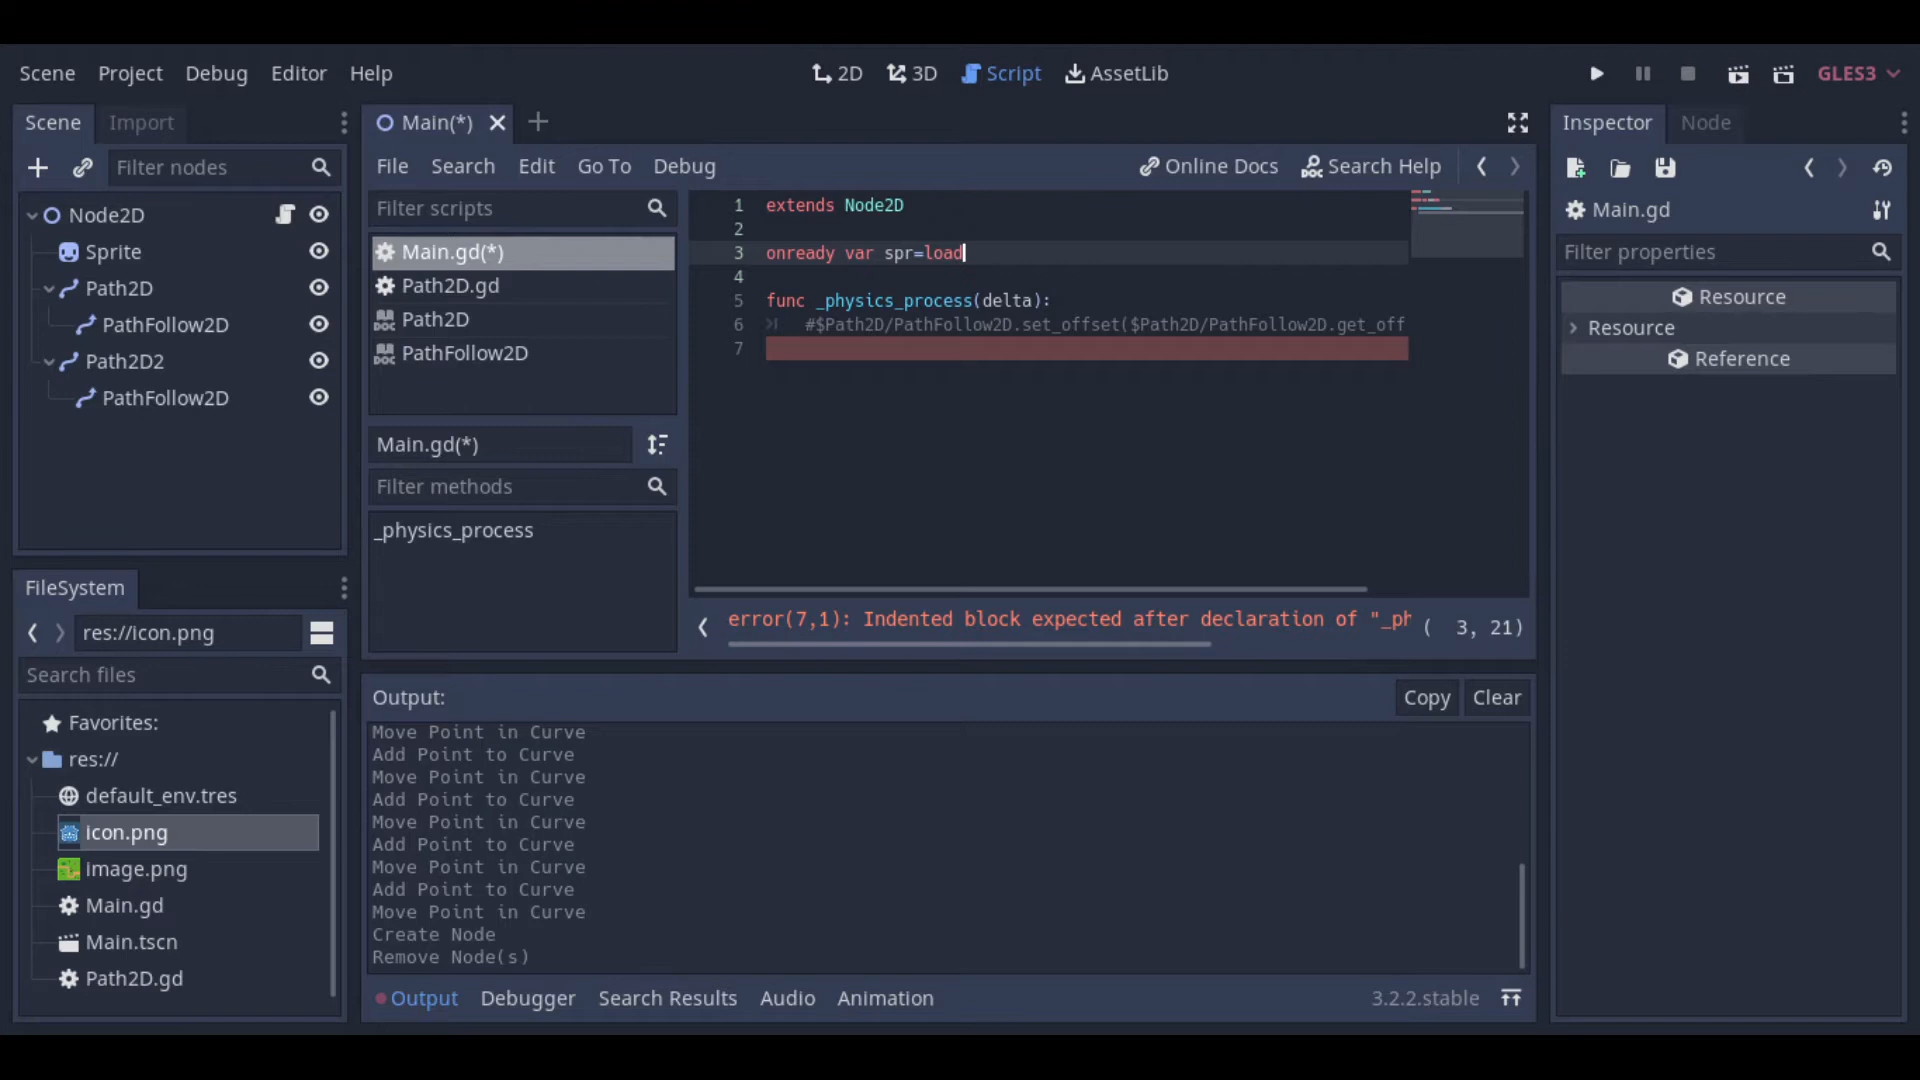 Scene Project Debug Editor Help 2D 3D Script AssetLib GLES3
Scene Import
Filter nodes
Node2D
Sprite
Path2D
PathFollow2D
Path2D2
PathFollow2D
FileSystem
res://icon.png
Search files
Favorites:
res://
default_env.tres
icon.png
image.png
Main.gd
Main.tscn
Path2D.gd
Main(*)
File Search Edit Go To Debug Online Docs Search Help
Filter scripts
Main.gd(*)
Path2D.gd
Path2D
PathFollow2D
Main.gd(*)
Filter methods
_physics_process
1 extends Node2D
2
3 onready var spr=load
4
5 func _physics_process(delta):
6 #$Path2D/PathFollow2D.set_offset($Path2D/PathFollow2D.get_off
7
error(7,1): Indented block expected after declaration of "_ph ( 3, 21)
Output: Copy Clear
Move Point in Curve
Add Point to Curve
Move Point in Curve
Add Point to Curve
Move Point in Curve
Add Point to Curve
Move Point in Curve
Add Point to Curve
Move Point in Curve
Create Node
Remove Node(s)
Output Debugger Search Results Audio Animation 3.2.2.stable
Inspector Node
Main.gd
Filter properties
Resource
Resource
Reference